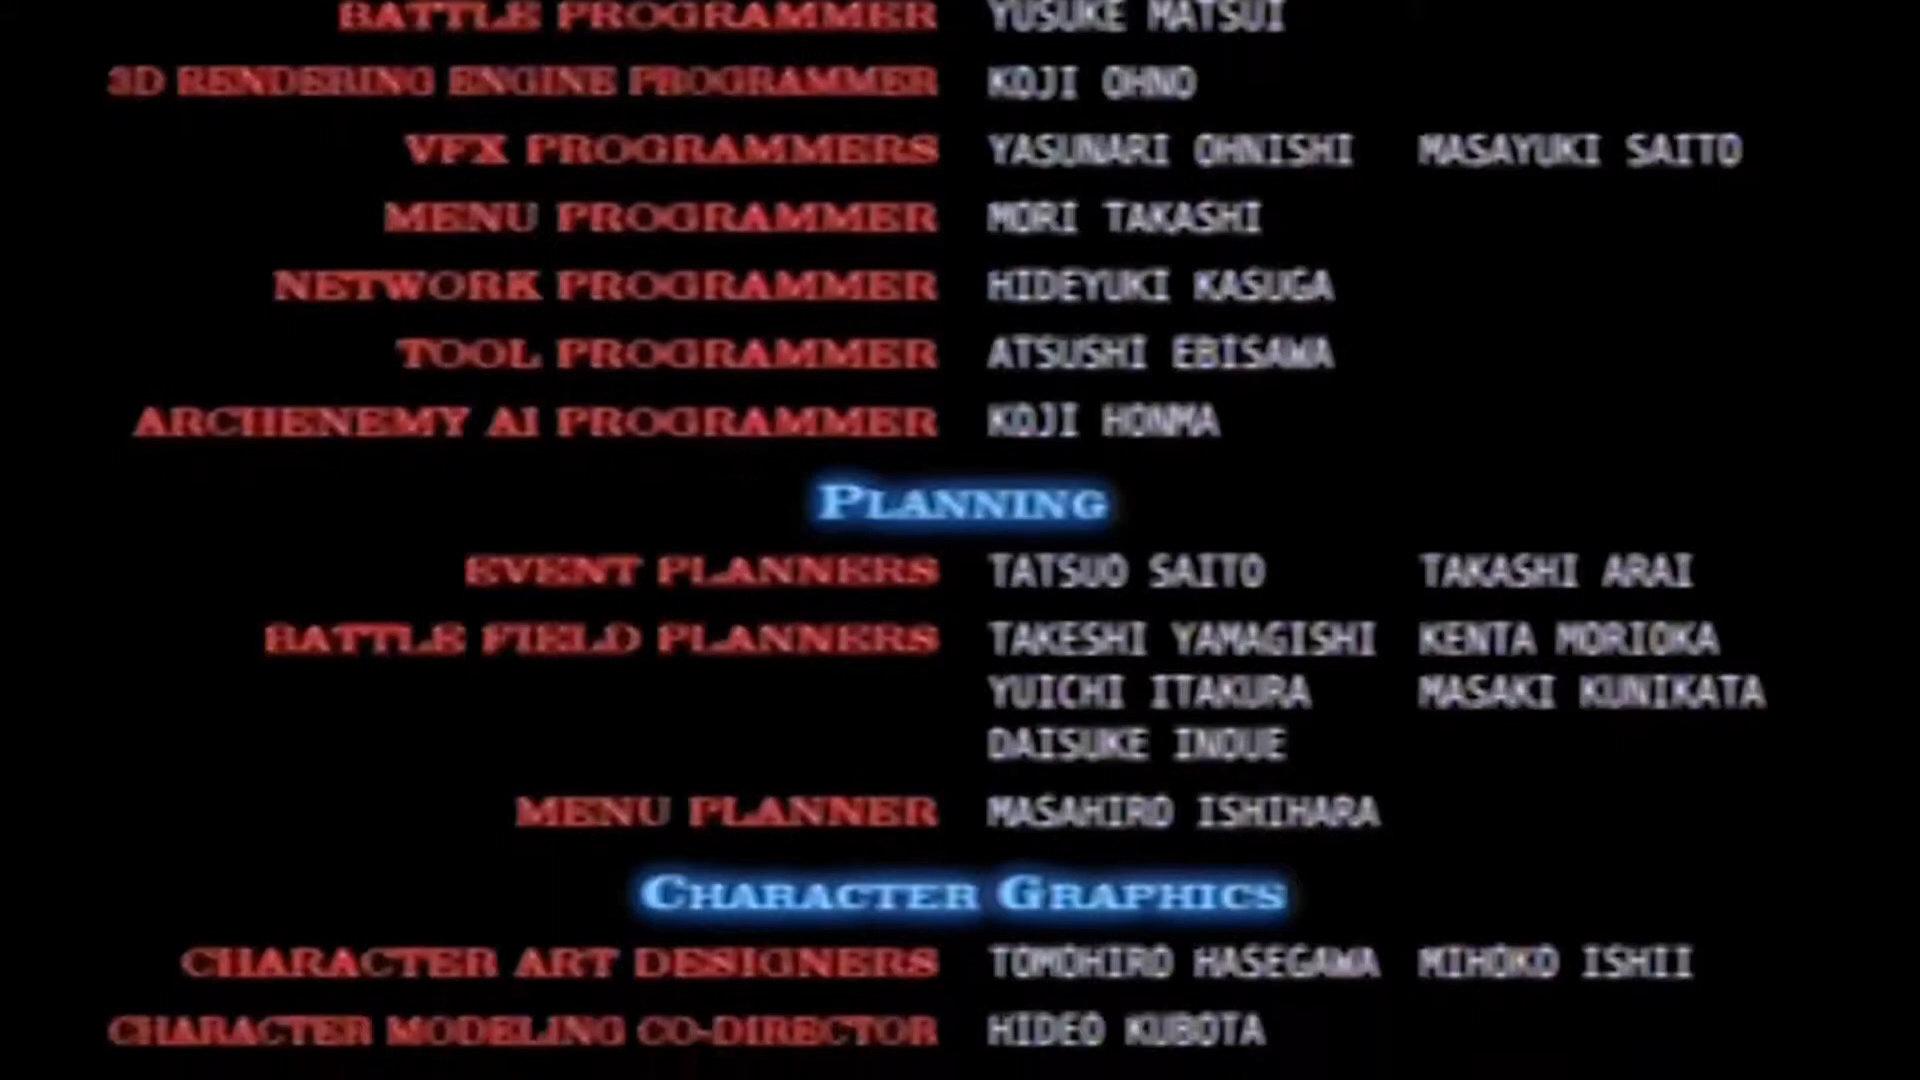 BATTLE PROGRAMMER YUSUKE MATSUI
3D RENDERING ENGINE PROGRAMMER KOJI OHNO
VFX PROGRAMMERS YASUNARI OHNISHI MASAYUKI SAITO
MENU PROGRAMMER MORI TAKASHI
NETWORK PROGRAMMER HIDEYUKI KASUGA
TOOL PROGRAMMER ATSUSHI EBISAWA
ARCHENEMY AI PROGRAMMER KOJI HONMA
PLANNING
EVENT PLANNERS TATSUO SAITO TAKASHI ARAI
BATTLE FIELD PLANNERS TAKESHI YAMAGISHI KENTA MORIOKA
YUICHI ITAKURA MASAKI KUNIKATA
DAISUKE INOUE
MENU PLANNER MASAHIRO ISHIHARA
CHARACTER GRAPHICS
CHARACTER ART DESIGNERS TOMOHIRO HASEGAWA MIHOKO ISHII
CHARACTER MODELING CO-DIRECTOR HIDEO KUBOTA